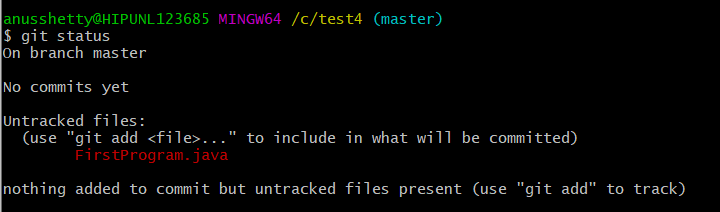 anusshetty@HIPUNL123685 MINGW64 /c/test4 (master)
$ git status
On branch master
No commits yet
Untracked files:
(use "git add <file>..." to include in what will be committed)
FirstProgram.java
nothing added to commit but untracked files present (use "git add" to track)